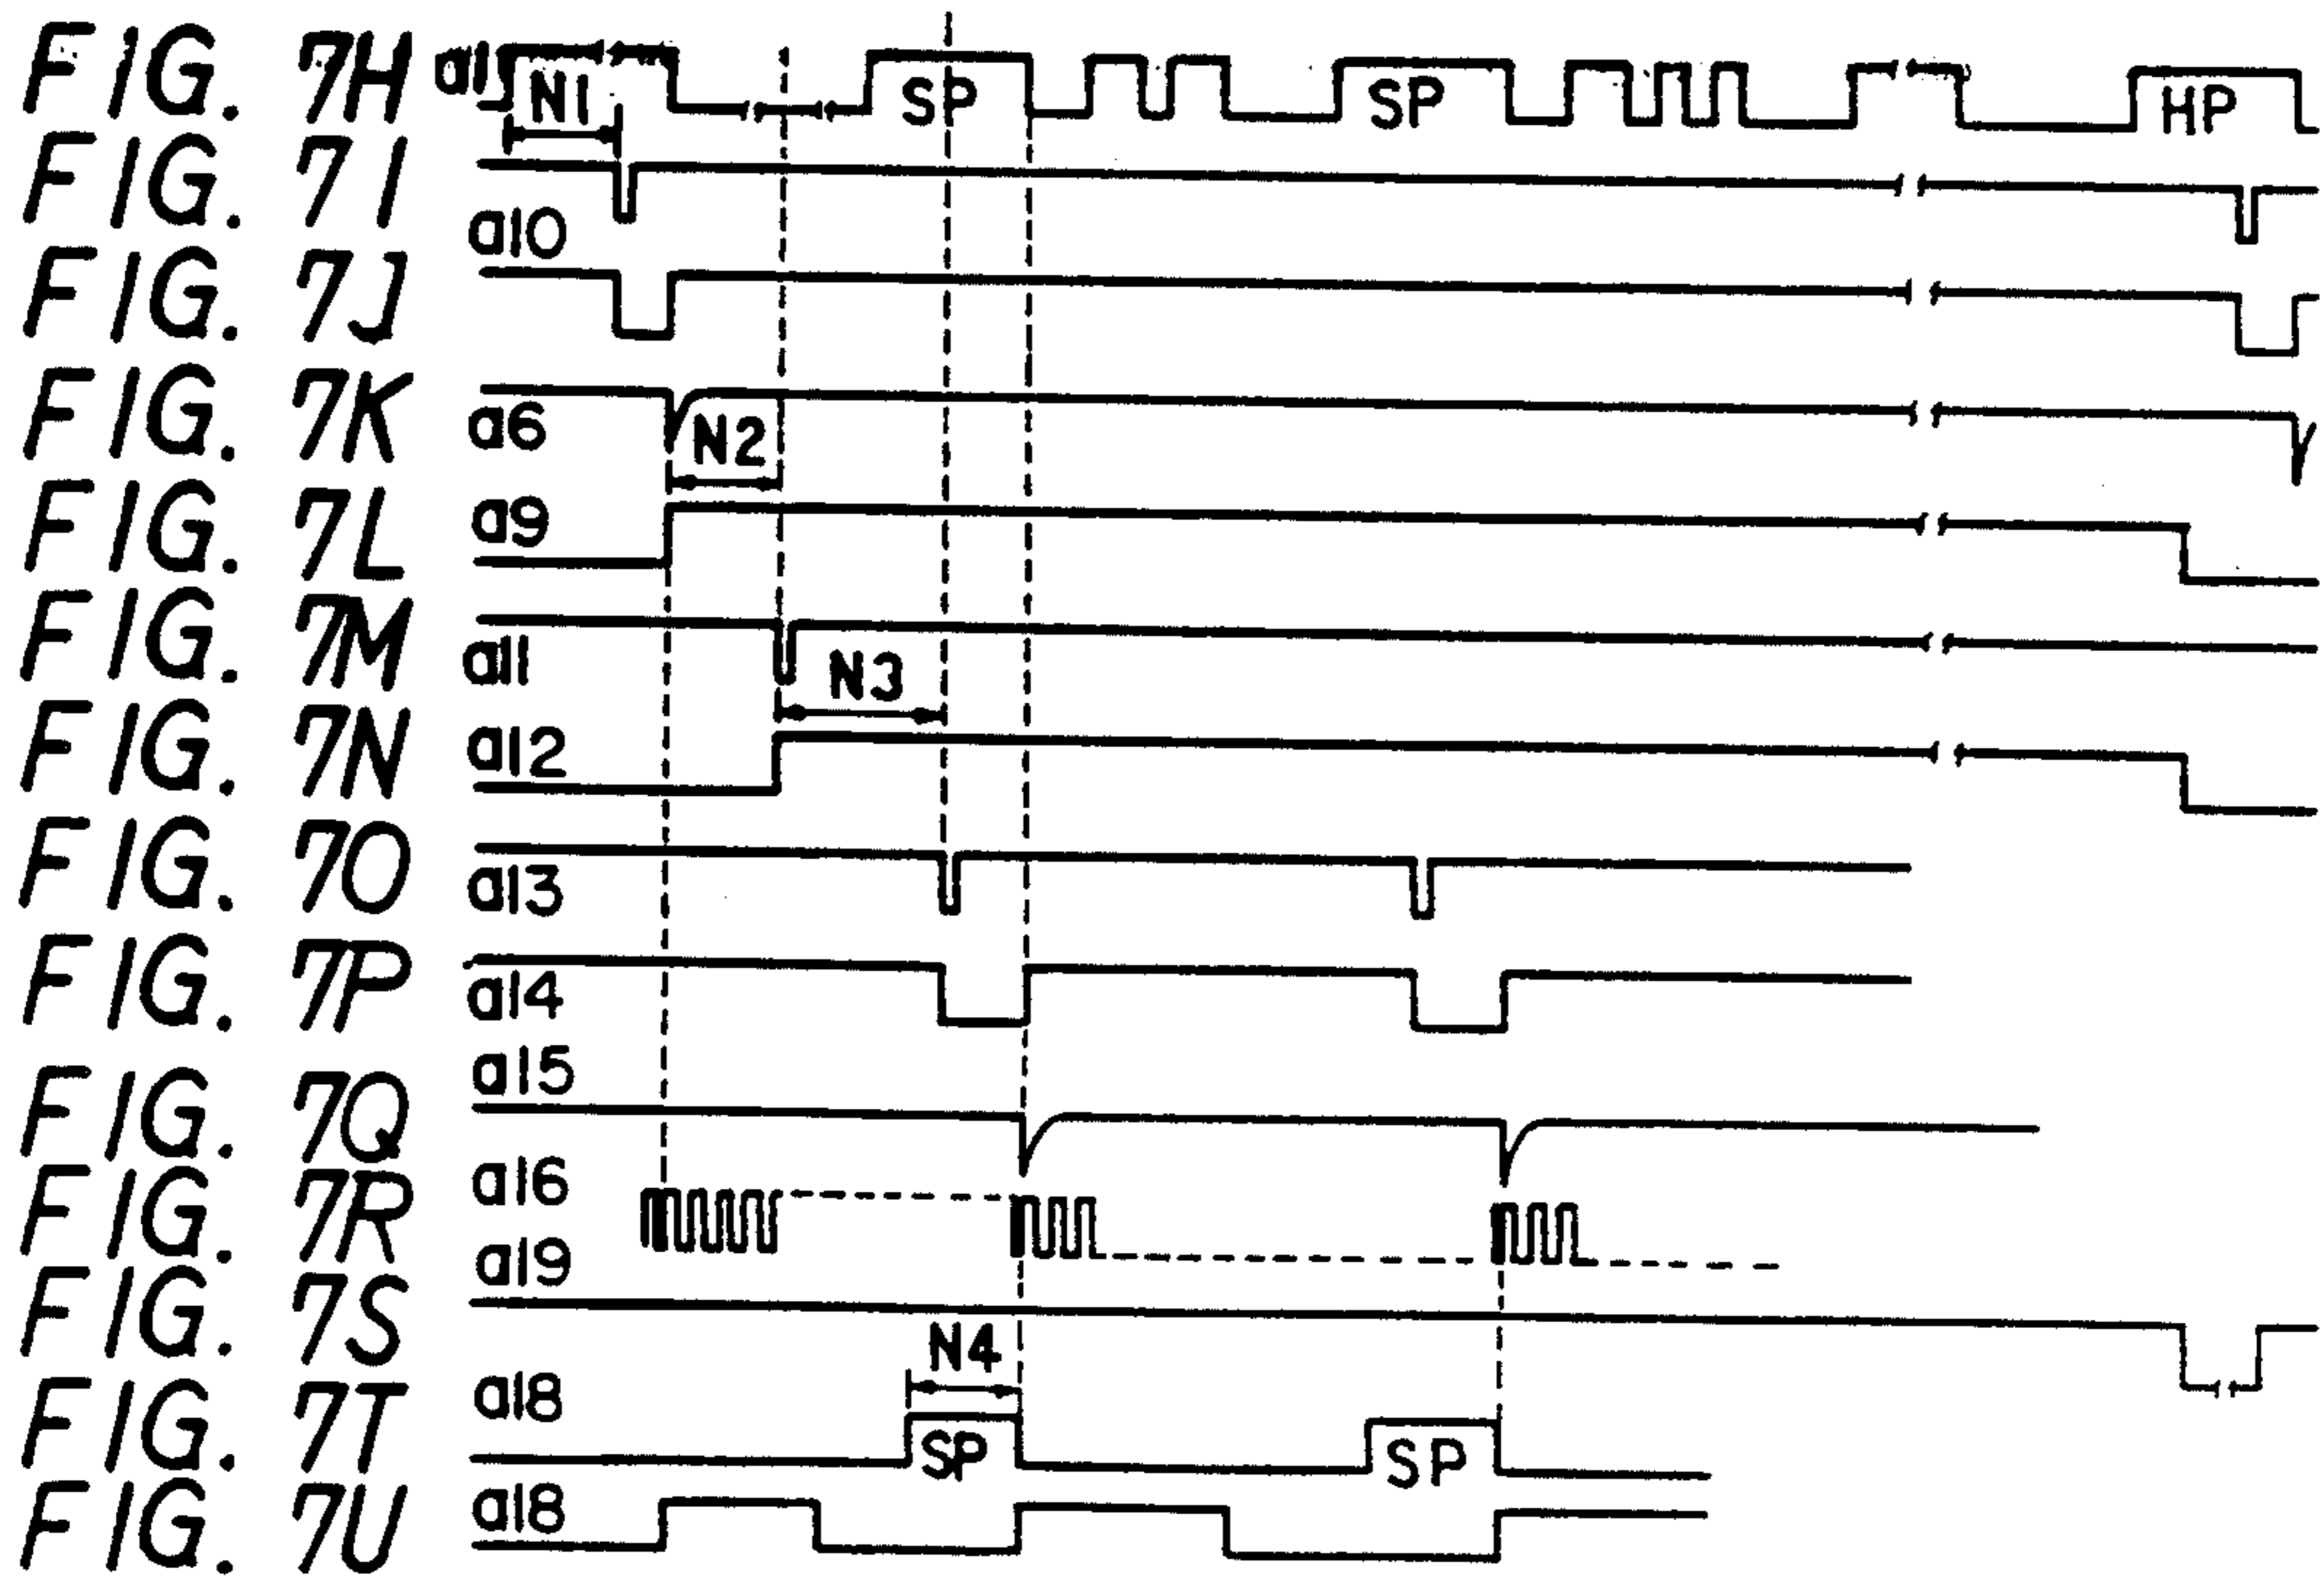 FIG. 7H a1 N1 SP SP HP
FIG. 7I
a10
FIG. 7J
FIG. 7K a6 N2
FIG. 7L a9
FIG. 7M a11 N3
FIG. 7N a12
FIG. 7O a13
FIG. 7P a14
a15
FIG. 7Q
FIG. 7R a16
a19
FIG. 7S
N4
FIG. 7T a18 SP SP
FIG. 7U a18